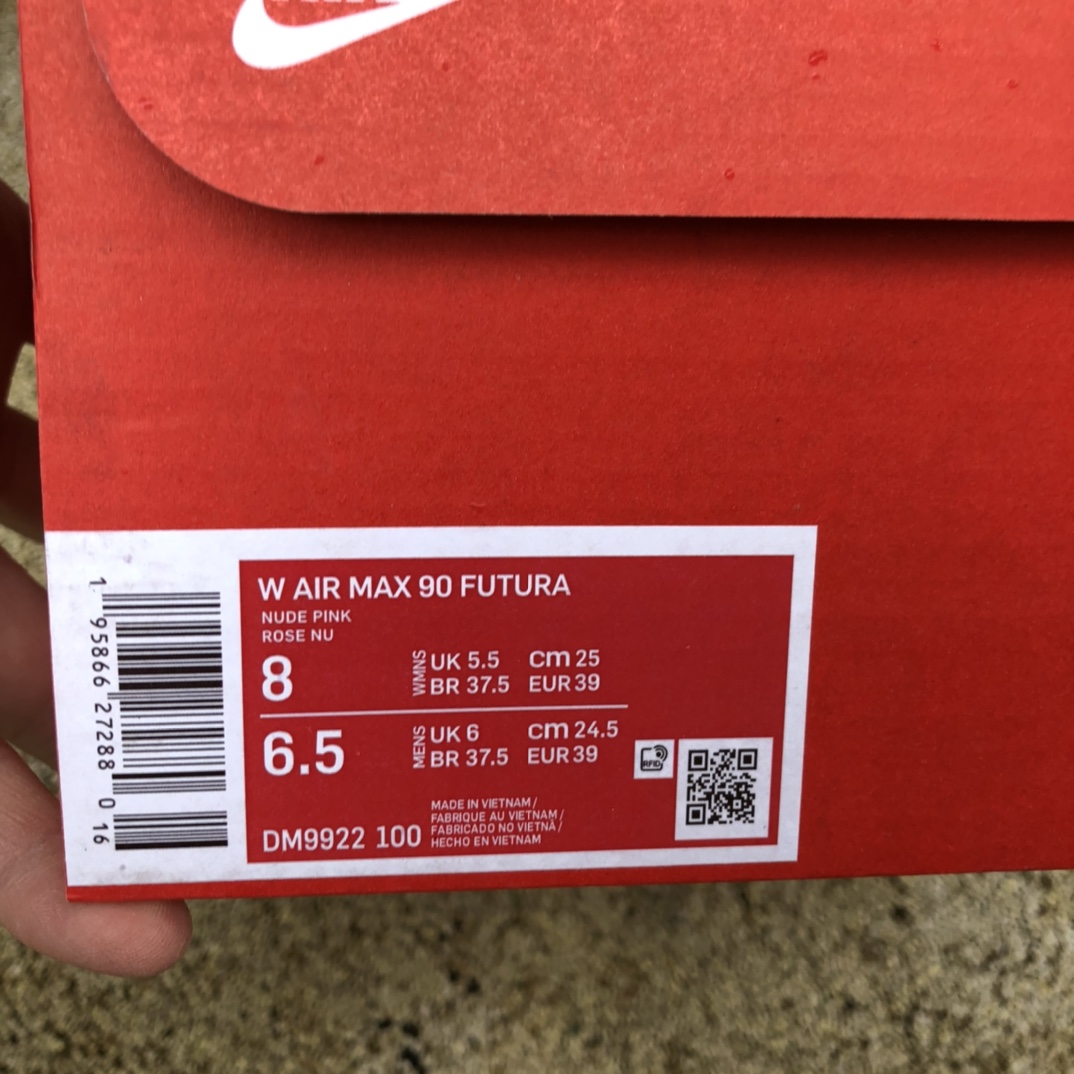 W AIR MAX 90 FUTURA
NUDE PINK
ROSE NU
8 WMNS UK 5.5 cm 25
BR 37.5 EUR 39
6.5 MENS UK 6 cm 24.5
BR 37.5 EUR 39
RFID
MADE IN VIETNAM /
FABRIQUE AU VIETNAM /
FABRICADO NO VIETNÃ /
HECHO EN VIETNAM
DM9922 100
1 95866 27288 0 16